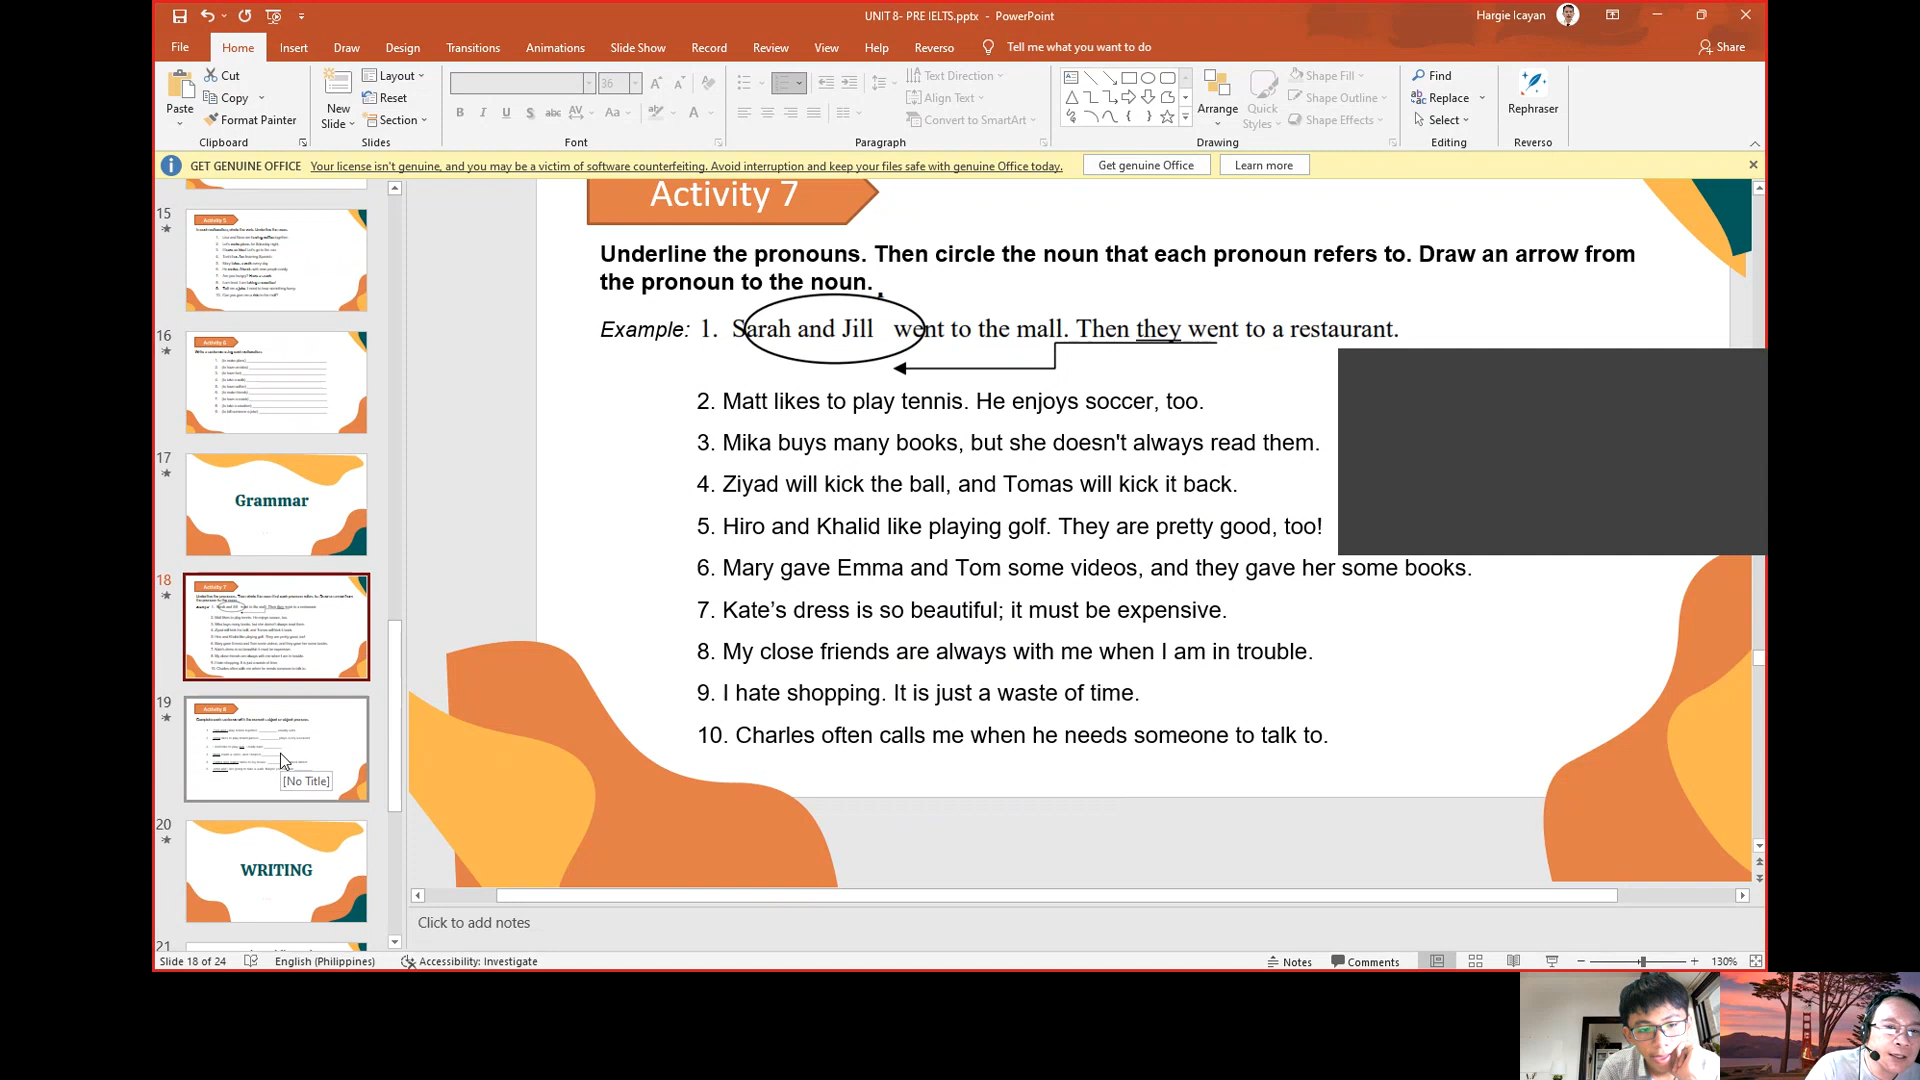 UNIT 8- PRE IELTS.pptx - PowerPoint
Hargie Icayan
File Home Insert Draw Design Transitions Animations Slide Show Record Review View Help Reverso Tell me what you want to do Share
Paste
Cut
Copy
Format Painter
Clipboard
New
Slide
Layout
Reset
Section
Slides
36
Font
Text Direction
Align Text
Convert to SmartArt
Paragraph
Arrange
Quick
Styles
Shape Fill
Shape Outline
Shape Effects
Drawing
Find
Replace
Select
Editing
Rephraser
Reverso
GET GENUINE OFFICE Your license isn't genuine, and you may be a victim of software counterfeiting. Avoid interruption and keep your files safe with genuine Office today. Get genuine Office Learn more
15
Activity 5
16
Activity 6
17
Grammar
18
Activity 7
19
Activity 8
[No Title]
20
WRITING
21
Activity 7
Underline the pronouns. Then circle the noun that each pronoun refers to. Draw an arrow from
the pronoun to the noun.
Example: 1. Sarah and Jill went to the mall. Then they went to a restaurant.
2. Matt likes to play tennis. He enjoys soccer, too.
3. Mika buys many books, but she doesn't always read them.
4. Ziyad will kick the ball, and Tomas will kick it back.
5. Hiro and Khalid like playing golf. They are pretty good, too!
6. Mary gave Emma and Tom some videos, and they gave her some books.
7. Kate’s dress is so beautiful; it must be expensive.
8. My close friends are always with me when I am in trouble.
9. I hate shopping. It is just a waste of time.
10. Charles often calls me when he needs someone to talk to.
Click to add notes
Slide 18 of 24 English (Philippines) Accessibility: Investigate Notes Comments 130%